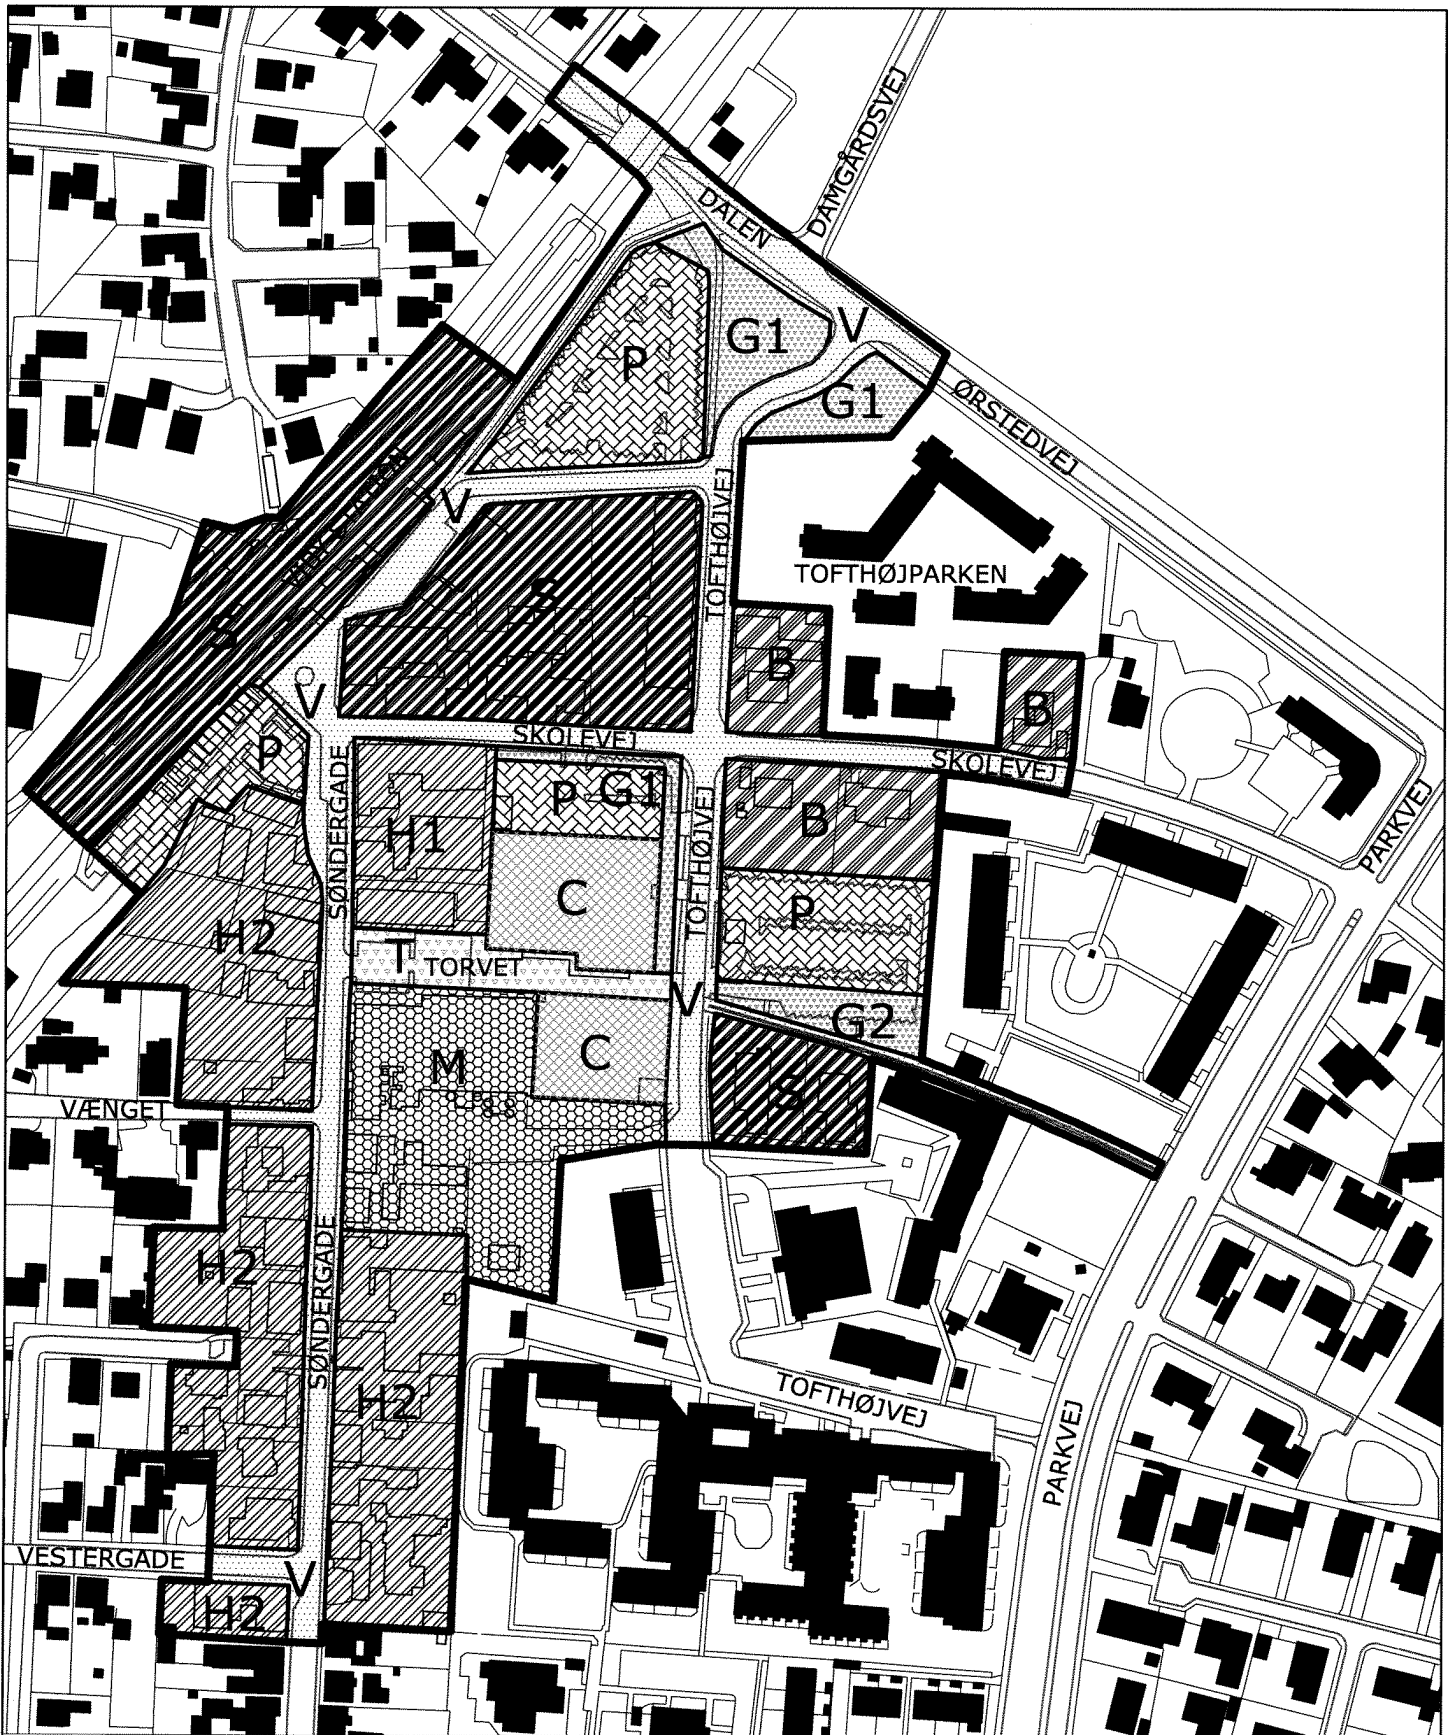 DAMGÅRDSVEJ
DALEN
V
G1
P
G1
ØRSTEDVEJ
V
TOFTHØJVEJ
TOFTHØJPARKEN
S
S
B
B
V
P
SKOLEVEJ
SKOLEVEJ
SØNDERGADE
P
G1
H1
TOFTHØJVEJ
B
PARKVEJ
C
P
H2
T
TORVET
V
G2
M
C
S
VÆNGET
H2
SØNDERGADE
H2
TOFTHØJVEJ
PARKVEJ
VESTERGADE
V
H2